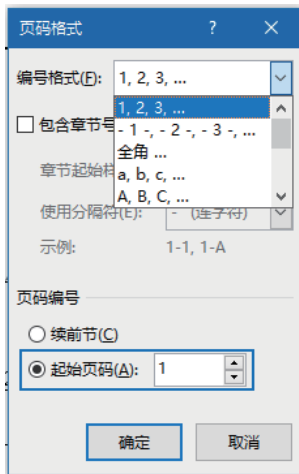 页码格式 ? ×
编号格式(F): 1, 2, 3, ...
1, 2, 3, ...
包含章节号 - 1 -, - 2 -, - 3 -, ...
全角 ...
章节起始样 a, b, c, ...
A, B, C, ...
使用分隔符(E): - (连字符)
示例: 1-1, 1-A
页码编号
续前节(C)
起始页码(A): 1
确定 取消